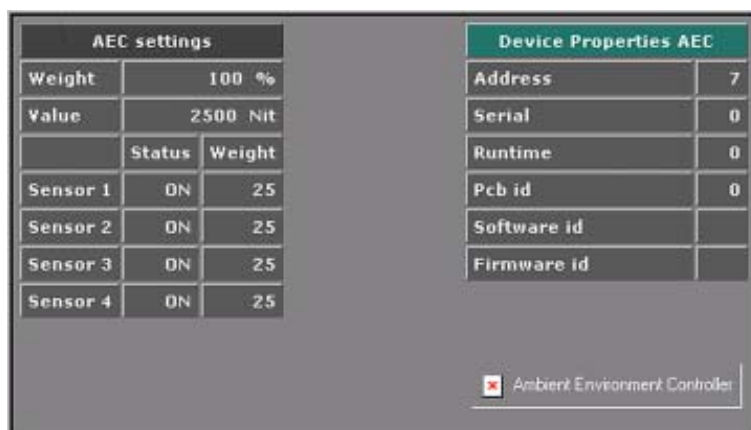 AEC settings
Weight 100 %
Value 2500 Nit
Status Weight
Sensor 1 ON 25
Sensor 2 ON 25
Sensor 3 ON 25
Sensor 4 ON 25
Device Properties AEC
Address 7
Serial 0
Runtime 0
Pcb id 0
Software id
Firmware id
Ambient Environment Controller